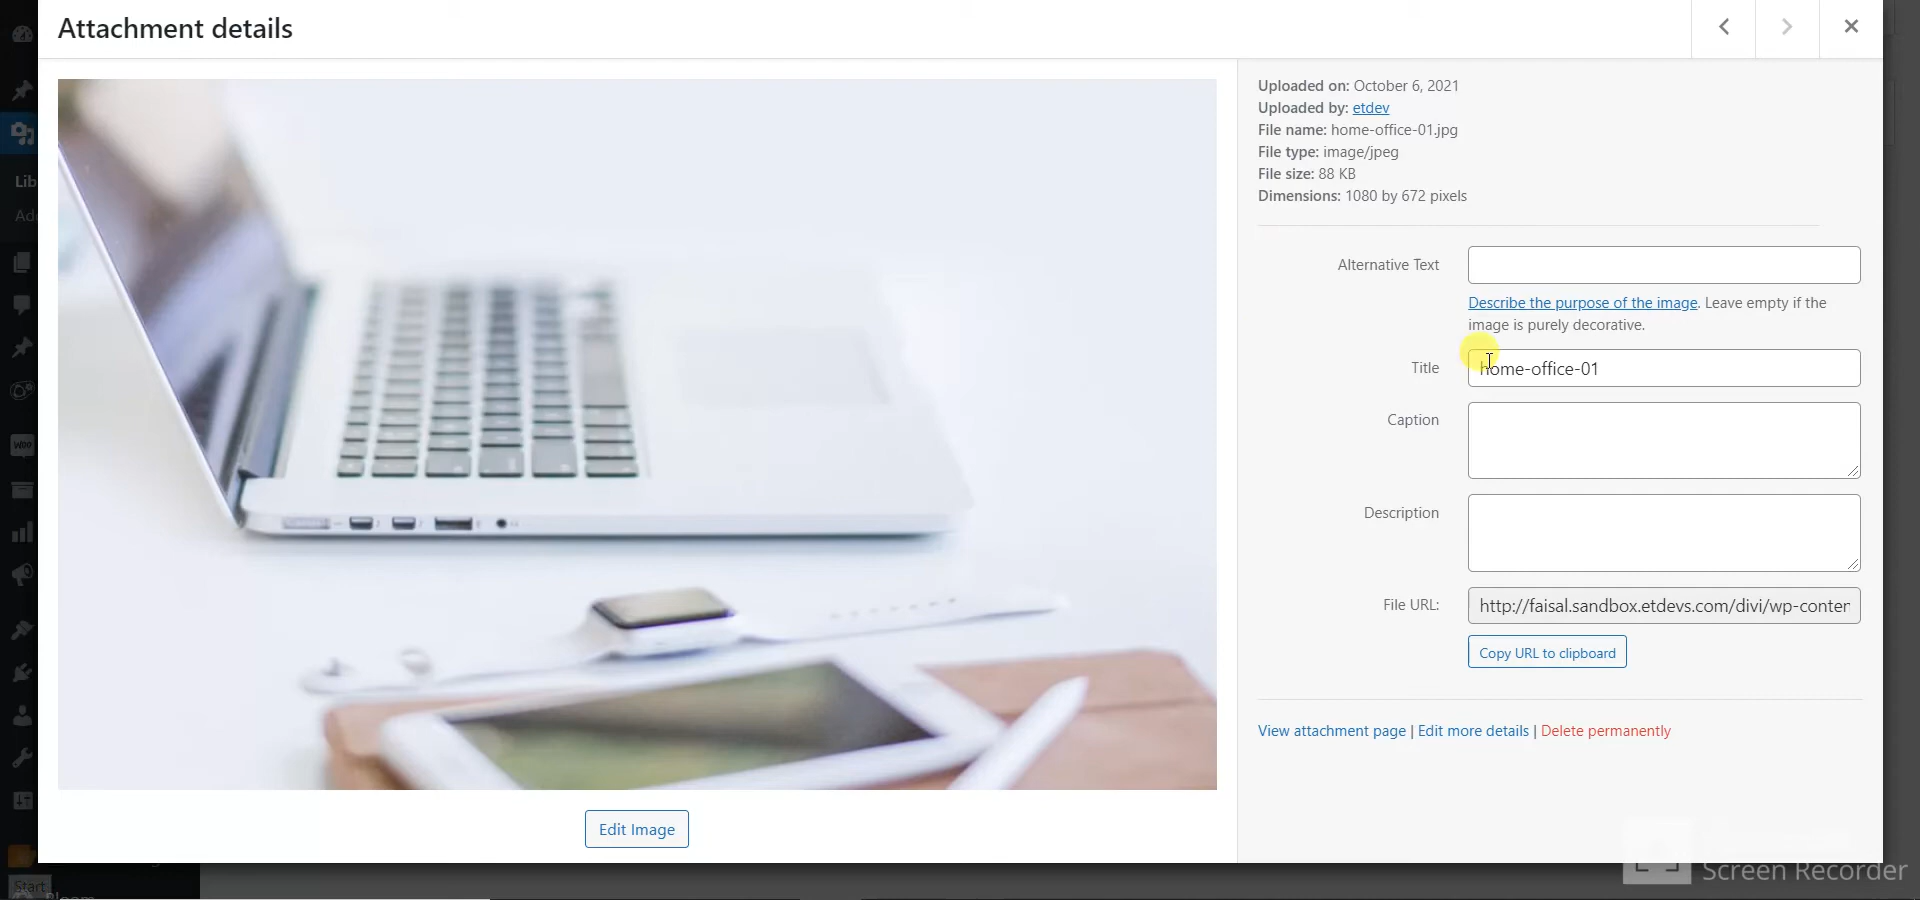 Attachment details
Uploaded on: October 6, 2021
Uploaded by: etdev
File name: home-office-01.jpg
File type: image/jpeg
File size: 88 KB
Dimensions: 1080 by 672 pixels
Lib
Ad
Alternative Text
Describe the purpose of the image. Leave empty if the
image is purely decorative.
Title
home-office-01
Caption
Woo
Description
File URL:
http://faisal.sandbox.etdevs.com/divi/wp-conter
Copy URL to clipboard
View attachment page | Edit more details | Delete permanently
Edit Image
Screen Recorder
Start